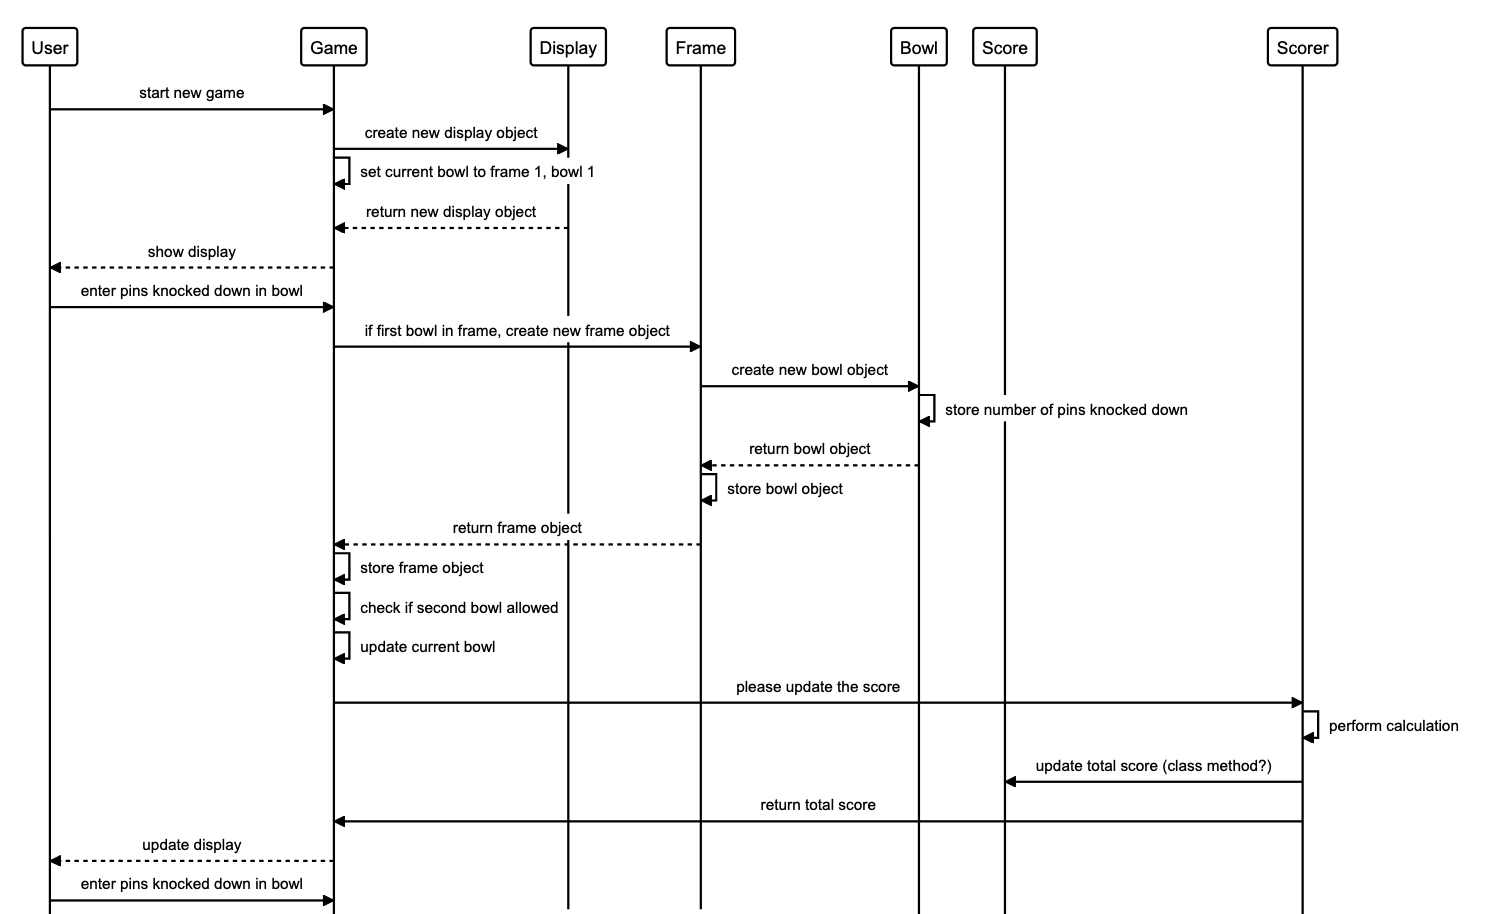 User
Game
Display
Frame
Bowl
Score
Scorer
start new game
create new display object
set current bowl to frame 1, bowl 1
return new display object
show display
enter pins knocked down in bowl
if first bowl in frame, create new frame object
create new bowl object
store number of pins knocked down
return bowl object
store bowl object
return frame object
store frame object
check if second bowl allowed
update current bowl
please update the score
perform calculation
update total score (class method?)
return total score
update display
enter pins knocked down in bowl